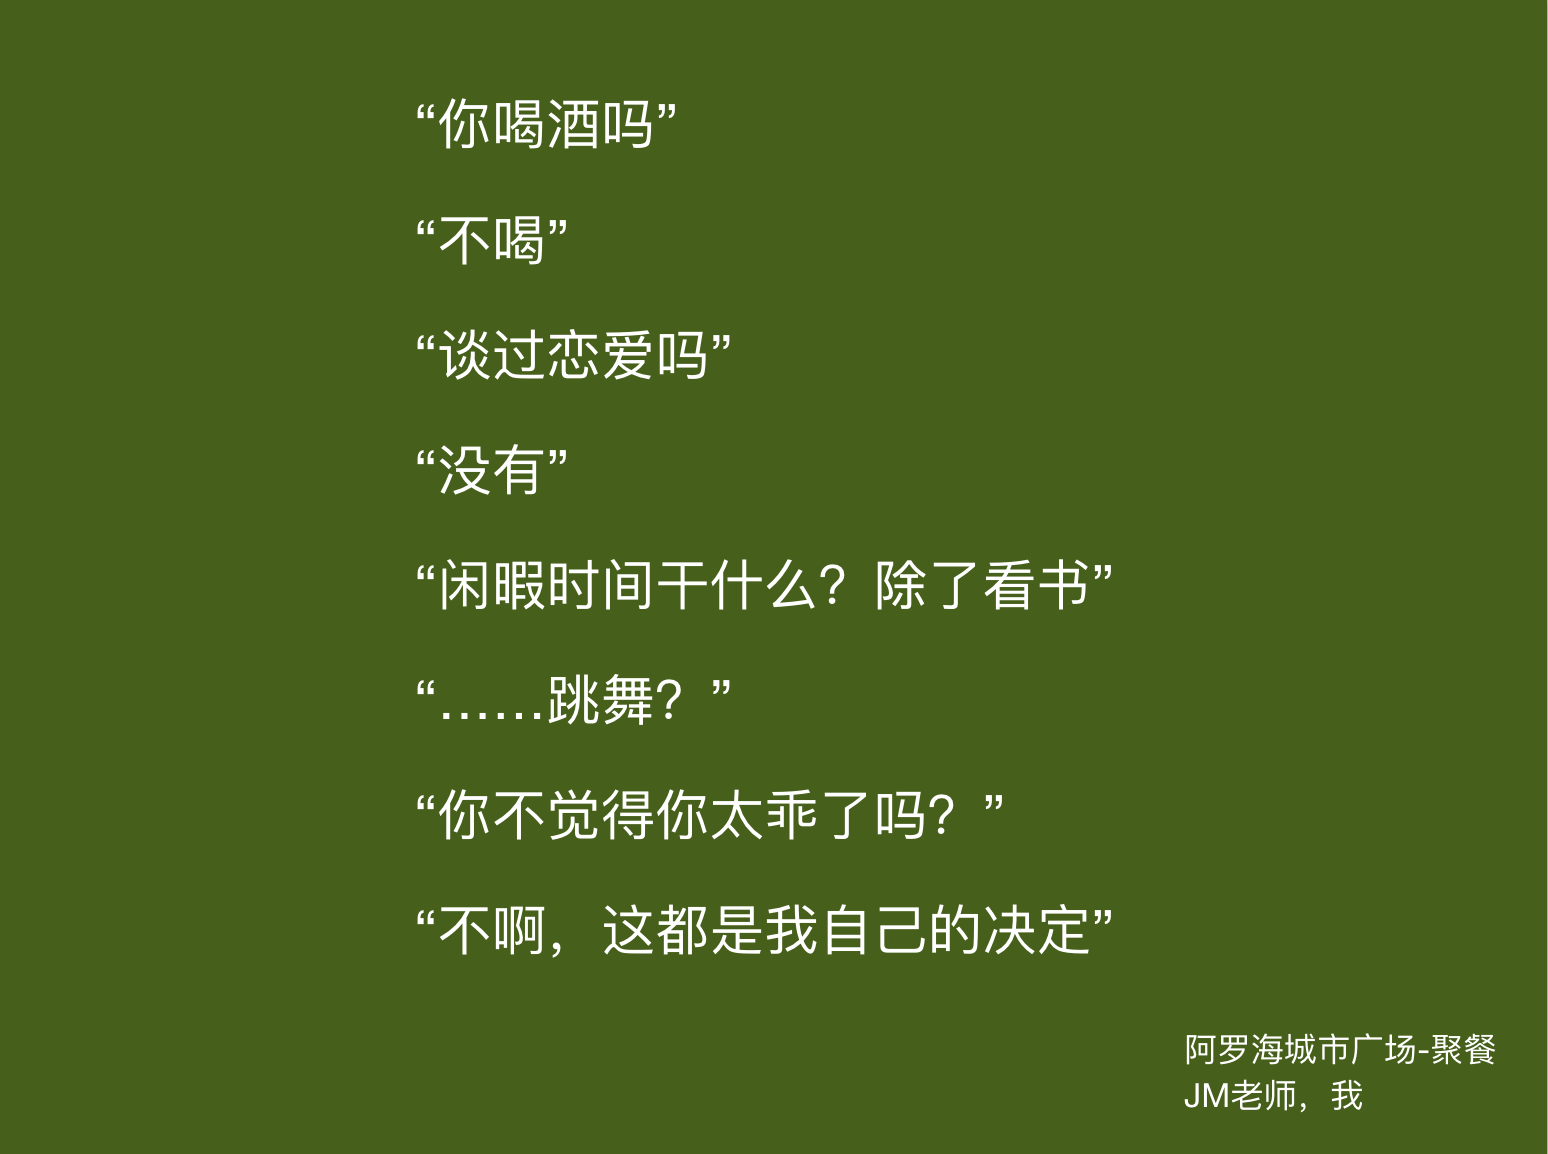 “你喝酒吗”
“不喝”
“谈过恋爱吗”
“没有”
“闲暇时间干什么？除了看书”
“……跳舞？”
“你不觉得你太乖了吗？”
“不啊，这都是我自己的决定”
阿罗海城市广场-聚餐
JM老师，我